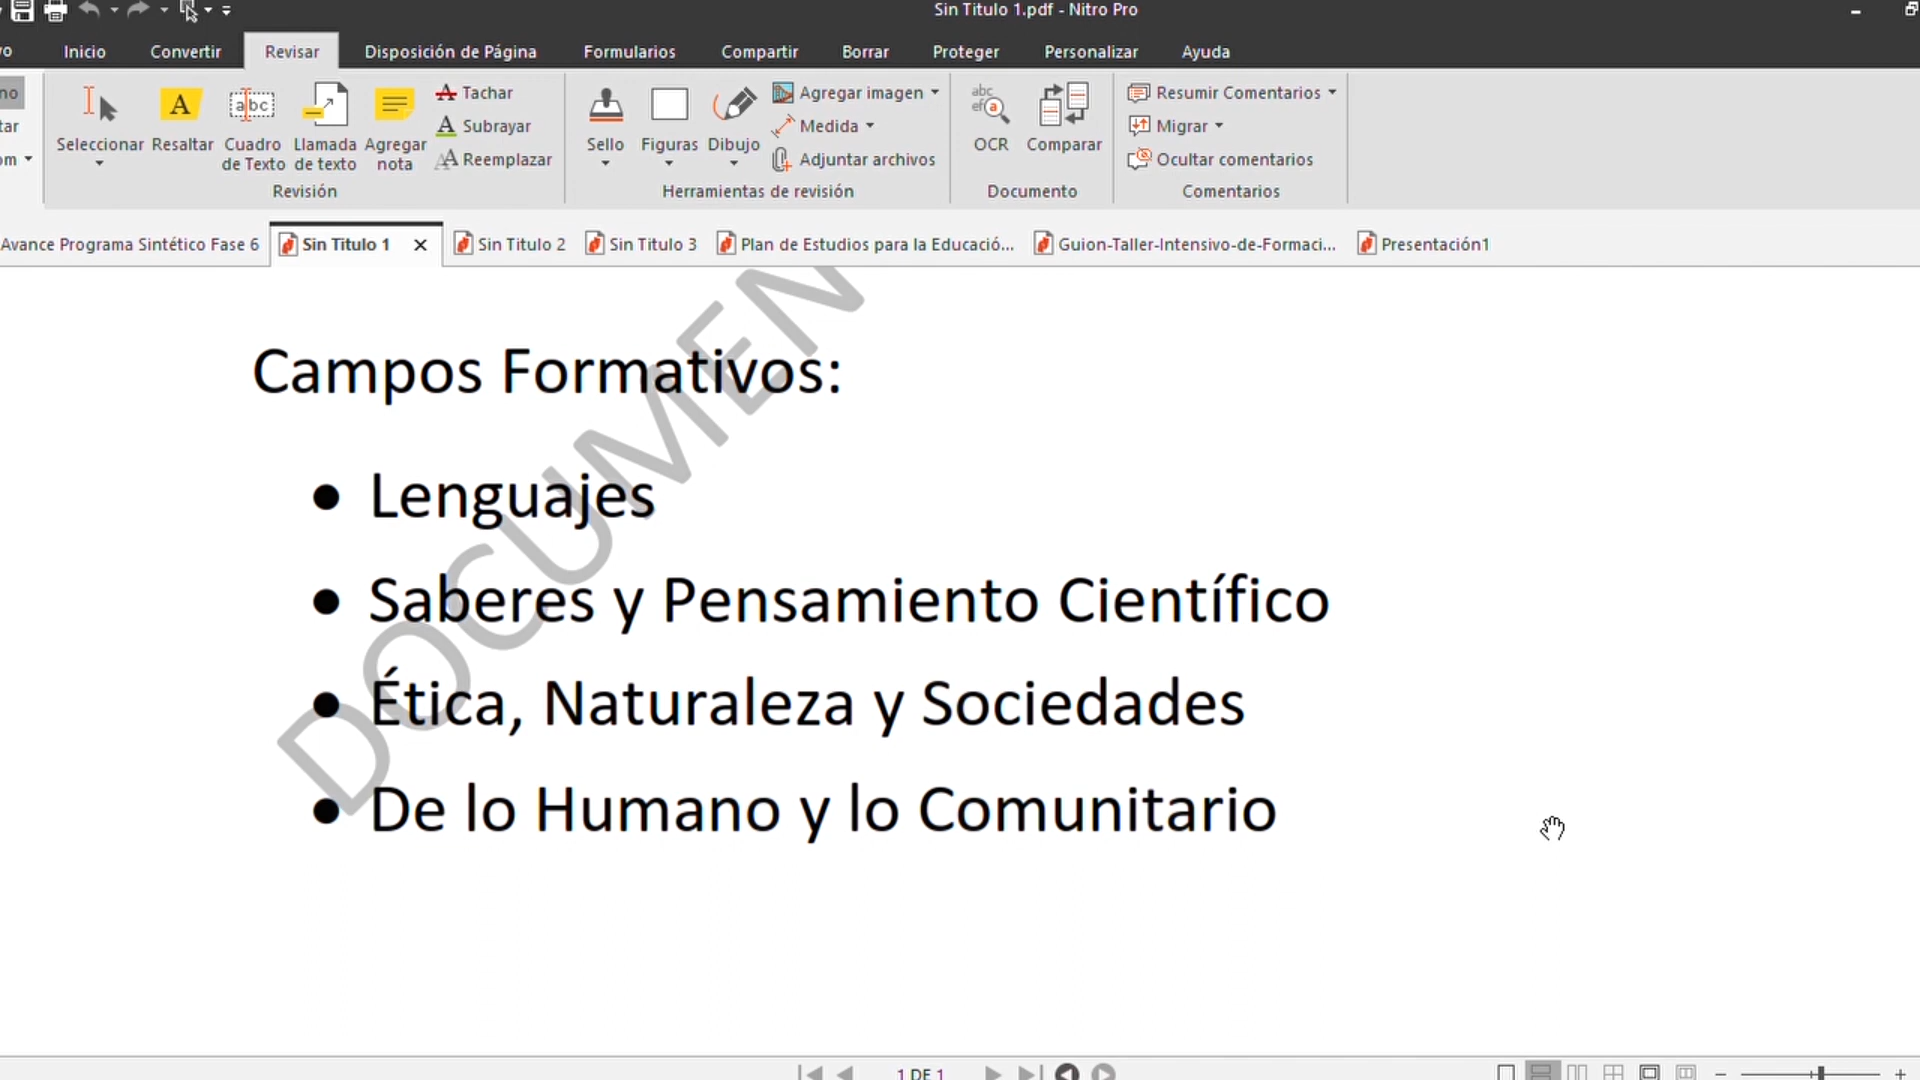 Sin Titulo 1.pdf - Nitro Pro
Inicio Convertir Revisar Disposición de Página Formularios Compartir Borrar Proteger Personalizar Ayuda
Seleccionar
Resaltar
Cuadro
de Texto
Llamada
de texto
Agregar
nota
Tachar
Subrayar
Reemplazar
Revisión
Sello
Figuras
Dibujo
Agregar imagen
Medida
Adjuntar archivos
Herramientas de revisión
OCR
Comparar
Documento
Resumir Comentarios
Migrar
Ocultar comentarios
Comentarios
Avance Programa Sintético Fase 6
Sin Titulo 1
Sin Titulo 2
Sin Titulo 3
Plan de Estudios para la Educació...
Guion-Taller-Intensivo-de-Formaci...
Presentación1
DOCUMEN
Campos Formativos:
• Lenguajes
• Saberes y Pensamiento Científico
• Ética, Naturaleza y Sociedades
• De lo Humano y lo Comunitario
1 DE 1